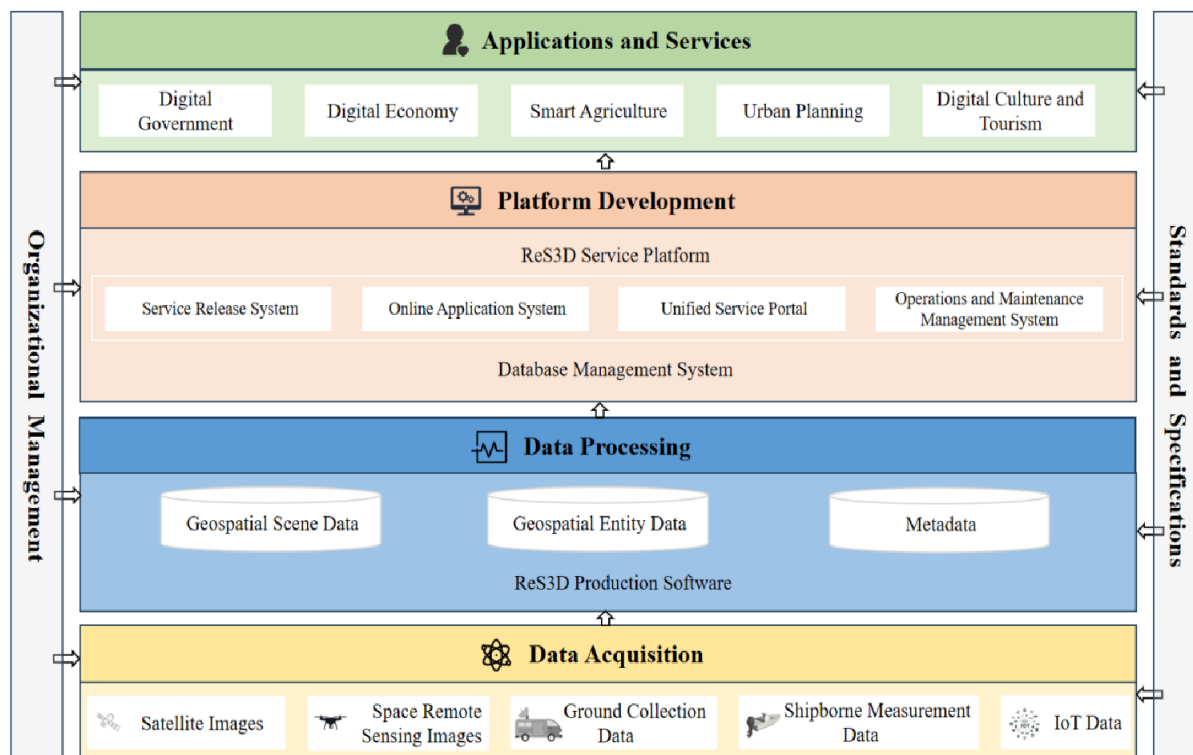 Applications and Services
Digital
Government
Digital Economy
Smart Agriculture
Urban Planning
Digital Culture and
Tourism
Platform Development
ReS3D Service Platform
Service Release System
Online Application System
Unified Service Portal
Operations and Maintenance
Management System
Database Management System
Data Processing
Geospatial Scene Data
Geospatial Entity Data
Metadata
ReS3D Production Software
Data Acquisition
Satellite Images
Space Remote
Sensing Images
Ground Collection
Data
Shipborne Measurement
Data
IoT Data
Organizational Management
Standards and Specifications